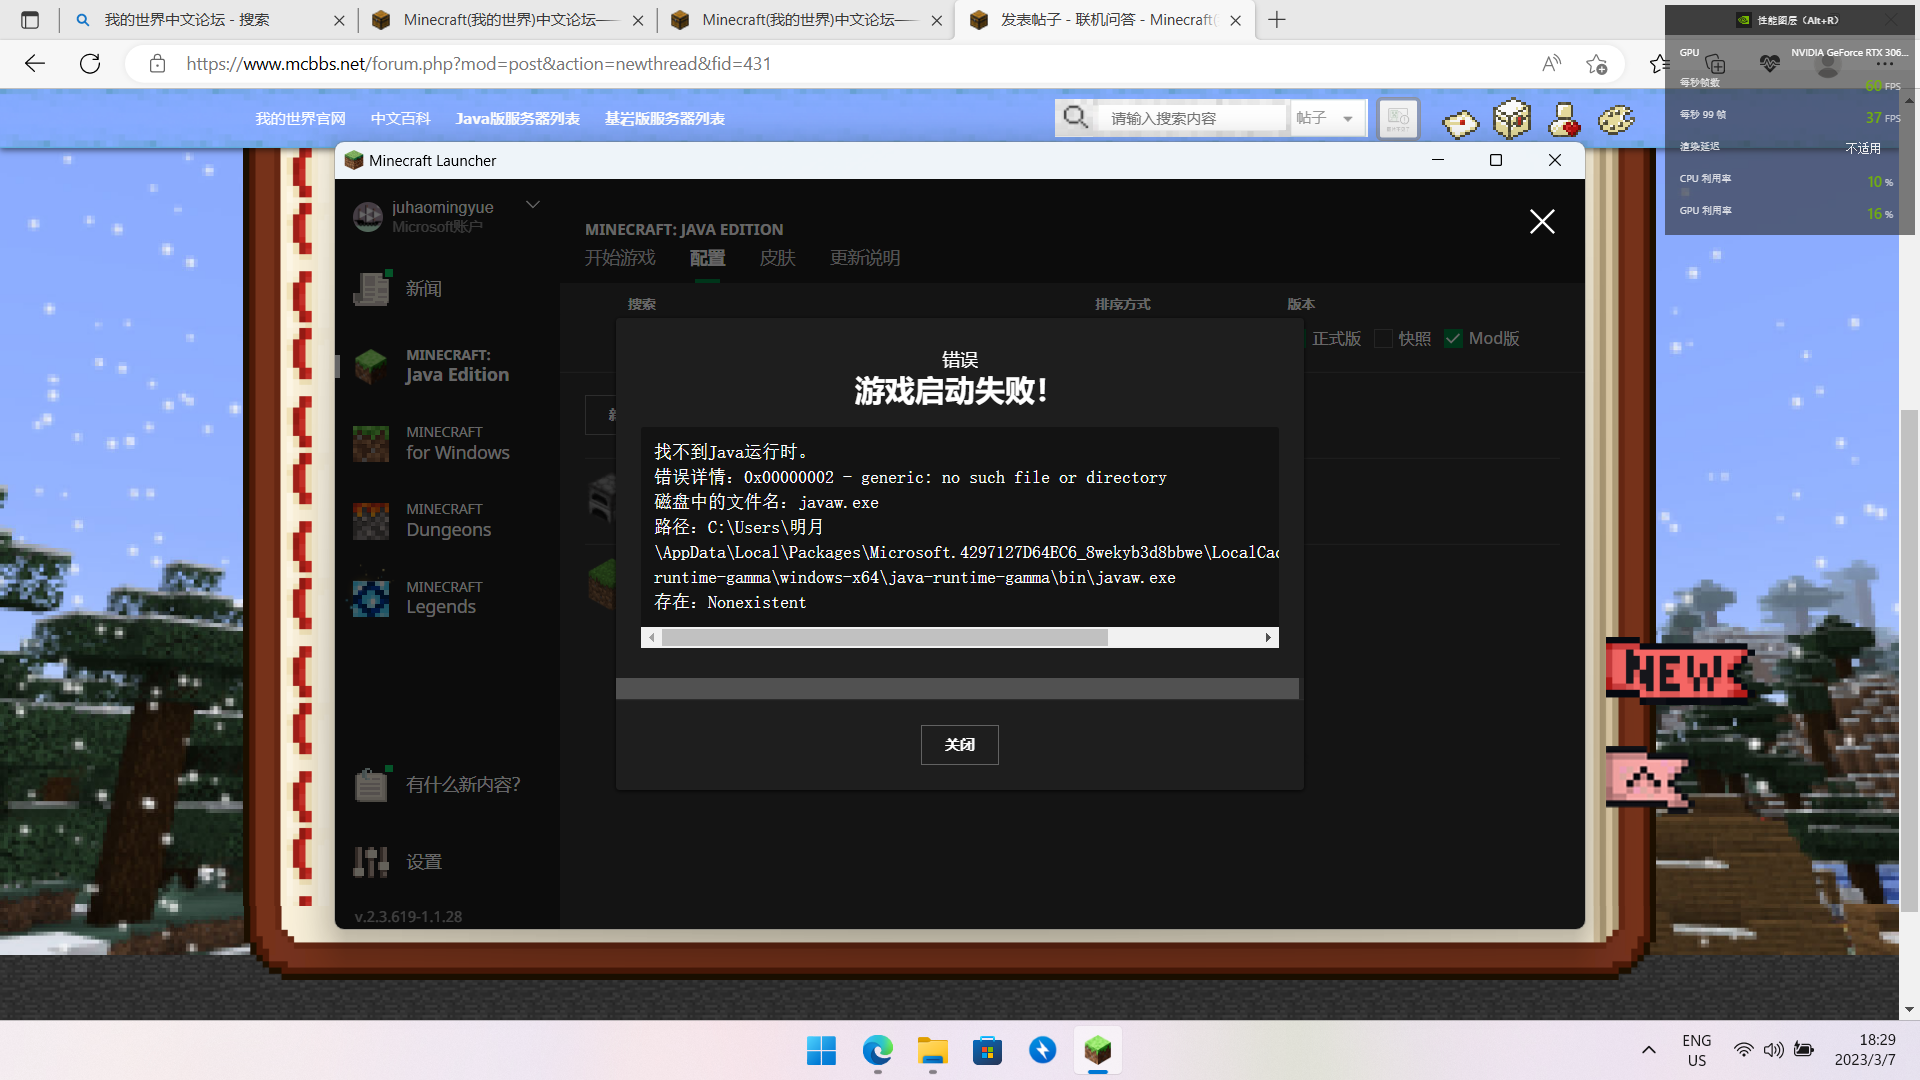 我的世界中文论坛 - 搜索
Minecraft(我的世界)中文论坛—
Minecraft(我的世界)中文论坛—
发表帖子 - 联机问答 - Minecraft(
https://www.mcbbs.net/forum.php?mod=post&action=newthread&fid=431
性能图层 (Alt+R)
GPU
NVIDIA GeForce RTX 306...
每秒帧数
60 FPS
每秒 99 帧
37 FPS
渲染延迟
不适用
CPU 利用率
10 %
GPU 利用率
16 %
我的世界官网
中文百科
Java版服务器列表
基岩版服务器列表
请输入搜索内容
帖子
Minecraft Launcher
juhaomingyue
Microsoft账户
新闻
MINECRAFT:
Java Edition
MINECRAFT
for Windows
MINECRAFT
Dungeons
MINECRAFT
Legends
有什么新内容?
设置
v.2.3.619-1.1.28
MINECRAFT: JAVA EDITION
开始游戏
配置
皮肤
更新说明
搜索
排序方式
版本
正式版
快照
Mod版
错误
游戏启动失败!
找不到Java运行时。
错误详情: 0x00000002 - generic: no such file or directory
磁盘中的文件名: javaw.exe
路径: C:\Users\明月
\AppData\Local\Packages\Microsoft.4297127D64EC6_8wekyb3d8bbwe\LocalCac
runtime-gamma\windows-x64\java-runtime-gamma\bin\javaw.exe
存在: Nonexistent
关闭
NEW
ENG
US
18:29
2023/3/7